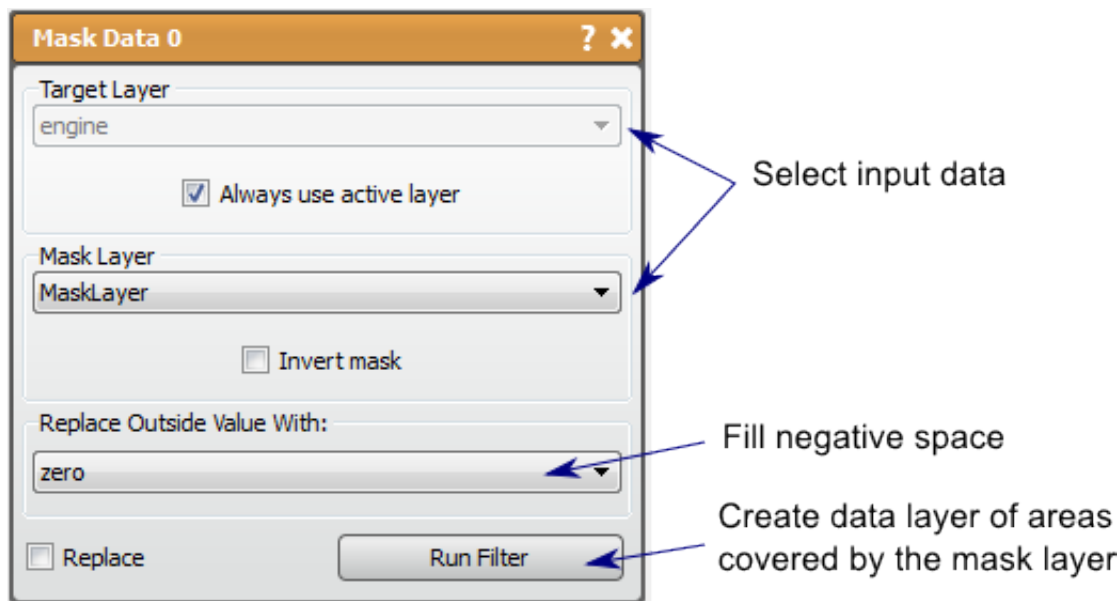 Mask Data 0 ?
Target Layer
engine
Always use active layer
Select input data
Mask Layer
MaskLayer
Invert mask
Replace Outside Value With:
zero
Fill negative space
Replace
Run Filter
Create data layer of areas
covered by the mask layer